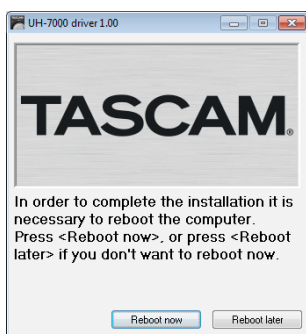 UH-7000 driver 1.00
TASCAM.
In order to complete the installation it is
necessary to reboot the computer.
Press <Reboot now>, or press <Reboot
later> if you don't want to reboot now.
Reboot now Reboot later